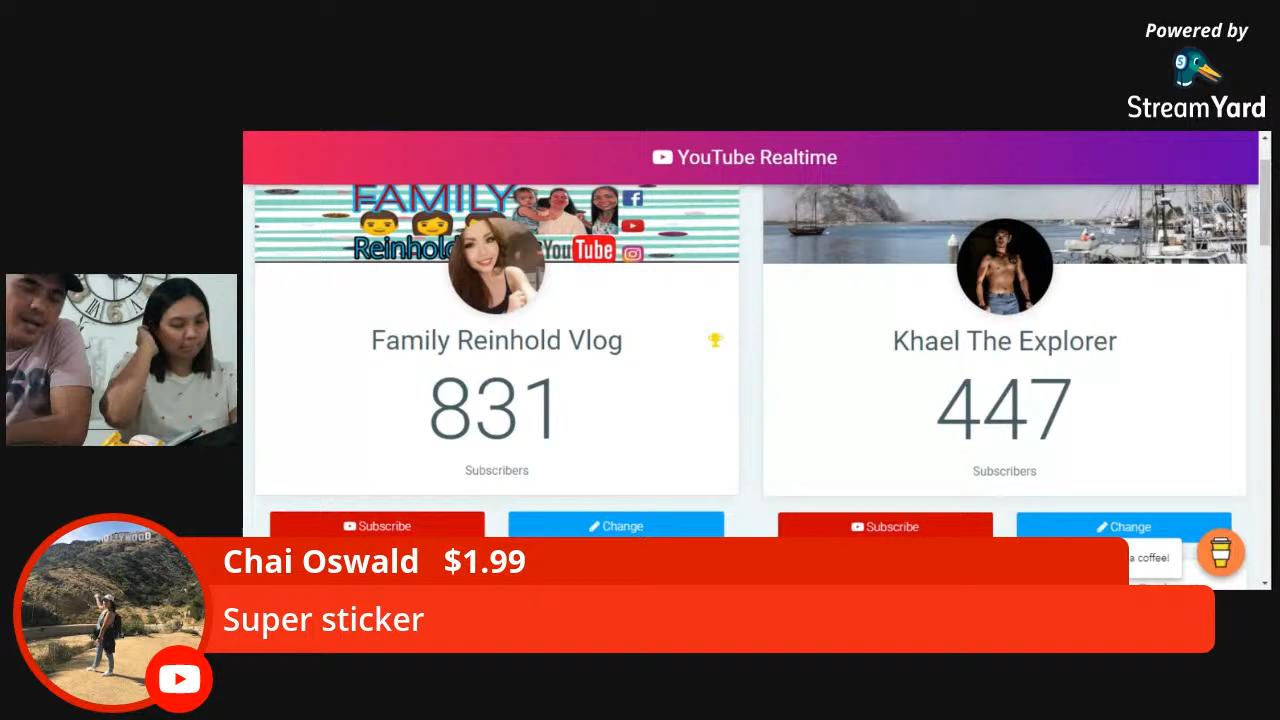 Powered by
StreamYard
YouTube Realtime
FAMILY
Reinhold
YouTube
Family Reinhold Vlog
831
Subscribers
Subscribe
Change
Khael The Explorer
447
Subscribers
Subscribe
Change
a coffee!
HOLLYWOOD
Chai Oswald $1.99
Super sticker